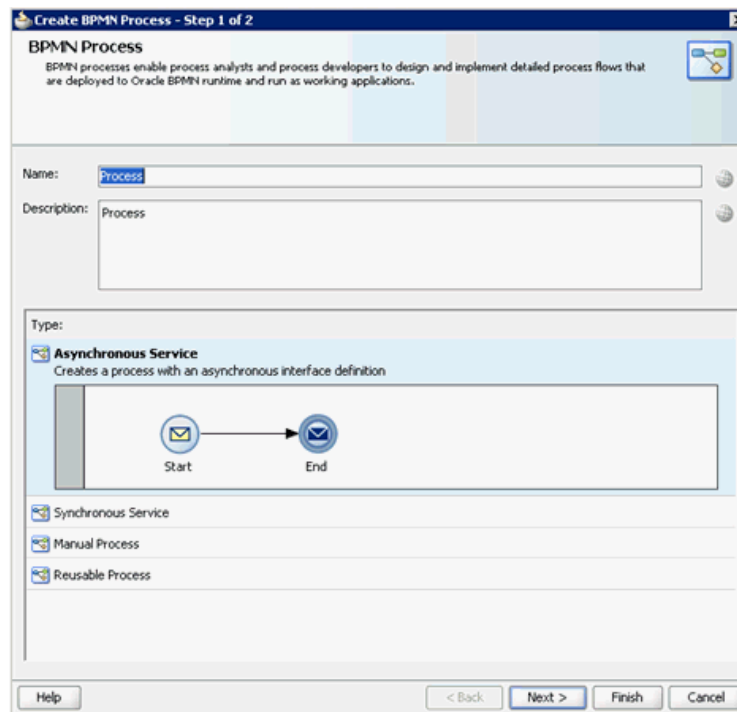 Create BPMN Process - Step 1 of 2
BPMN Process
BPMN processes enable process analysts and process developers to design and implement detailed process flows that
are deployed to Oracle BPMN runtime and run as working applications.
Name: Process
Description: Process
Type:
Asynchronous Service
Creates a process with an asynchronous interface definition
Start End
Synchronous Service
Manual Process
Reusable Process
Help < Back Next > Finish Cancel